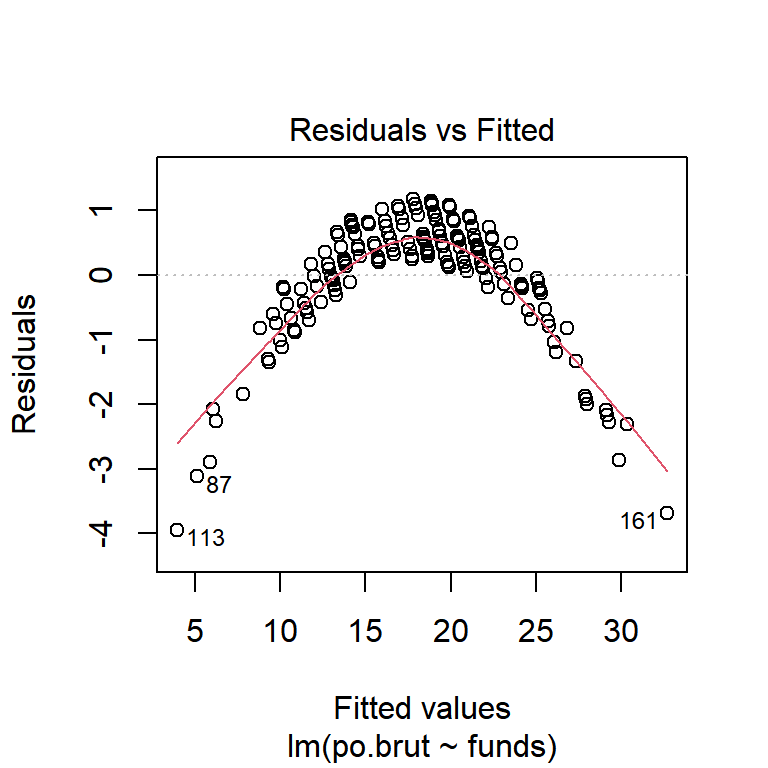 Residuals vs Fitted
Residuals
1
0
-1
-2
-3
-4
87
113
161
5 10 15 20 25 30
Fitted values
lm(po.brut ~ funds)